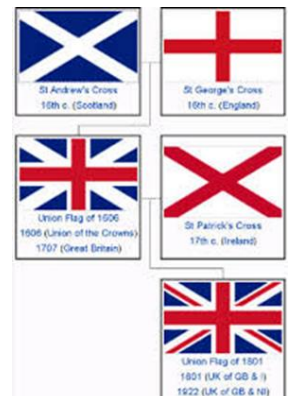 St Andrew's Cross
16th c. (Scotland)
St George's Cross
16th c. (England)
Union Flag of 1606
1606 (Union of the Crowns)
1707 (Great Britain)
St Patrick's Cross
17th c. (Ireland)
Union Flag of 1801
1801 (UK of GB & I)
1922 (UK of GB & NI)